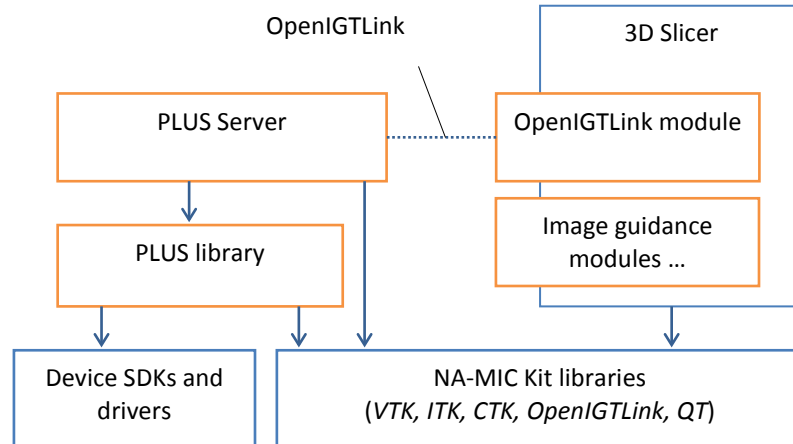 OpenIGTLink
3D Slicer
PLUS Server
OpenIGTLink module
PLUS library
Image guidance
modules ...
Device SDKs and
drivers
NA-MIC Kit libraries
(VTK, ITK, CTK, OpenIGTLink, QT)